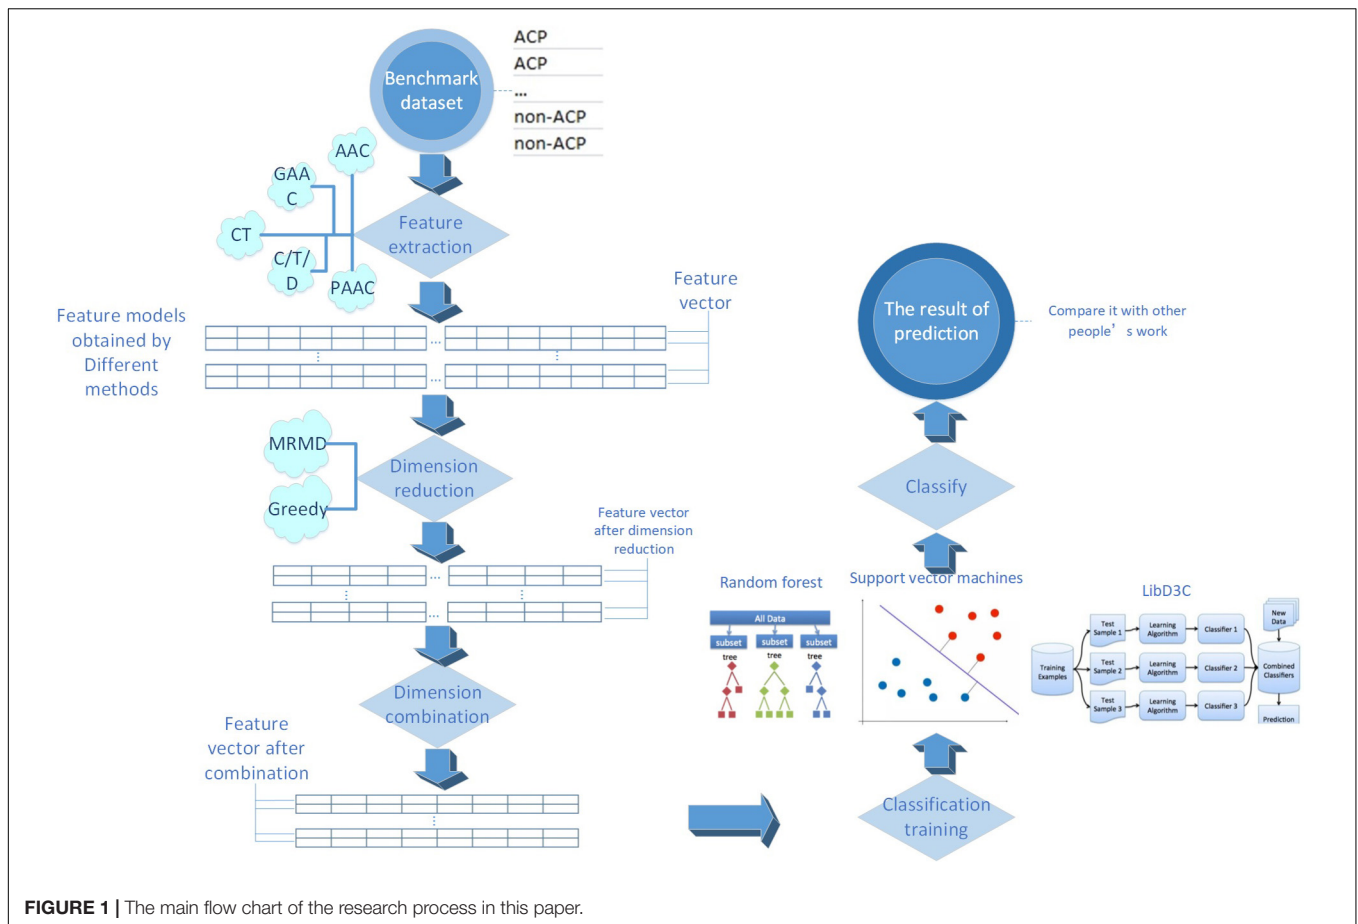 Benchmark
dataset
ACP
ACP
...
non-ACP
non-ACP
AAC
GAA
C
CT
C/T/
D
PAAC
Feature
extraction
Feature
vector
Feature models
obtained by
Different
methods
...
...
MRMD
Greedy
Dimension
reduction
Feature vector
after dimension
reduction
...
...
Dimension
combination
Feature
vector after
combination
The result of
prediction
Compare it with other
people's work
Classify
Random forest
All Data
subset
subset
subset
tree
tree
tree
Support vector machines
LibD3C
Training
Examples
Test
Sample 1
Learning
Algorithm
Classifier 1
Test
Sample 2
Learning
Algorithm
Classifier 2
Test
Sample 3
Learning
Algorithm
Classifier 3
New
Data
Combined
Classifiers
Prediction
Classification
training
FIGURE 1 | The main flow chart of the research process in this paper.